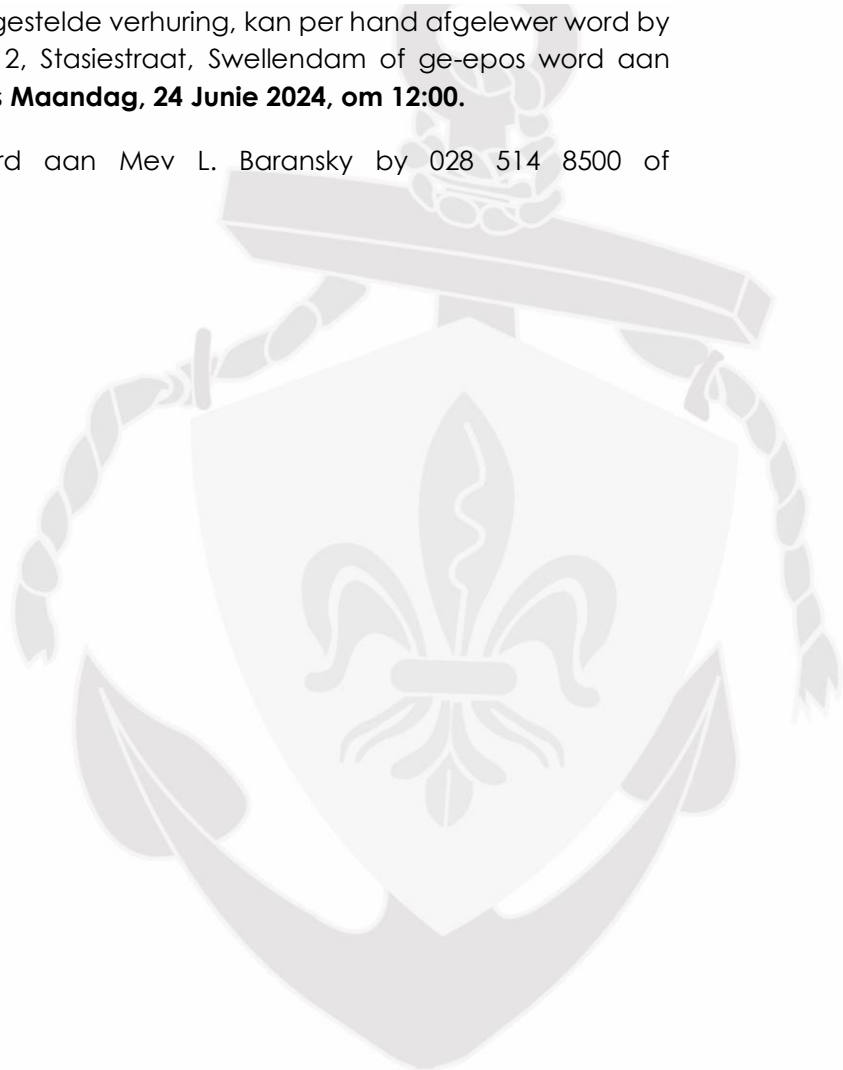 gestelde verhuring, kan per hand afgelewer word by
12, Stasiestraat, Swellendam of ge-epos word aan
Maandag, 24 Junie 2024, om 12:00.
aan Mev L. Baransky by 028 514 8500 of